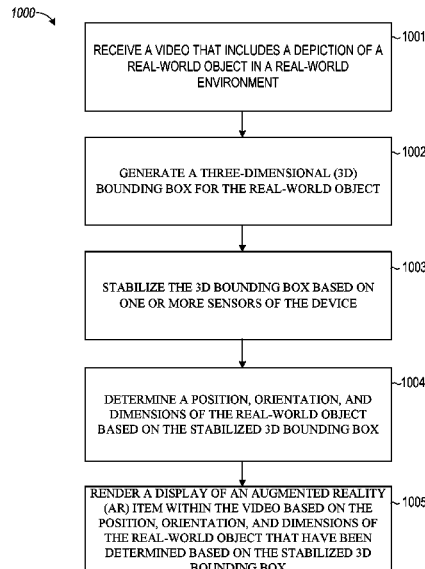 1000
RECEIVE A VIDEO THAT INCLUDES A DEPICTION OF A
REAL-WORLD OBJECT IN A REAL-WORLD
ENVIRONMENT
1001
GENERATE A THREE-DIMENSIONAL (3D)
BOUNDING BOX FOR THE REAL-WORLD OBJECT
1002
STABILIZE THE 3D BOUNDING BOX BASED ON
ONE OR MORE SENSORS OF THE DEVICE
1003
DETERMINE A POSITION, ORIENTATION, AND
DIMENSIONS OF THE REAL-WORLD OBJECT
BASED ON THE STABILIZED 3D BOUNDING BOX
1004
RENDER A DISPLAY OF AN AUGMENTED REALITY
(AR) ITEM WITHIN THE VIDEO BASED ON THE
POSITION, ORIENTATION, AND DIMENSIONS OF
THE REAL-WORLD OBJECT THAT HAVE BEEN
DETERMINED BASED ON THE STABILIZED 3D
BOUNDING BOX
1005